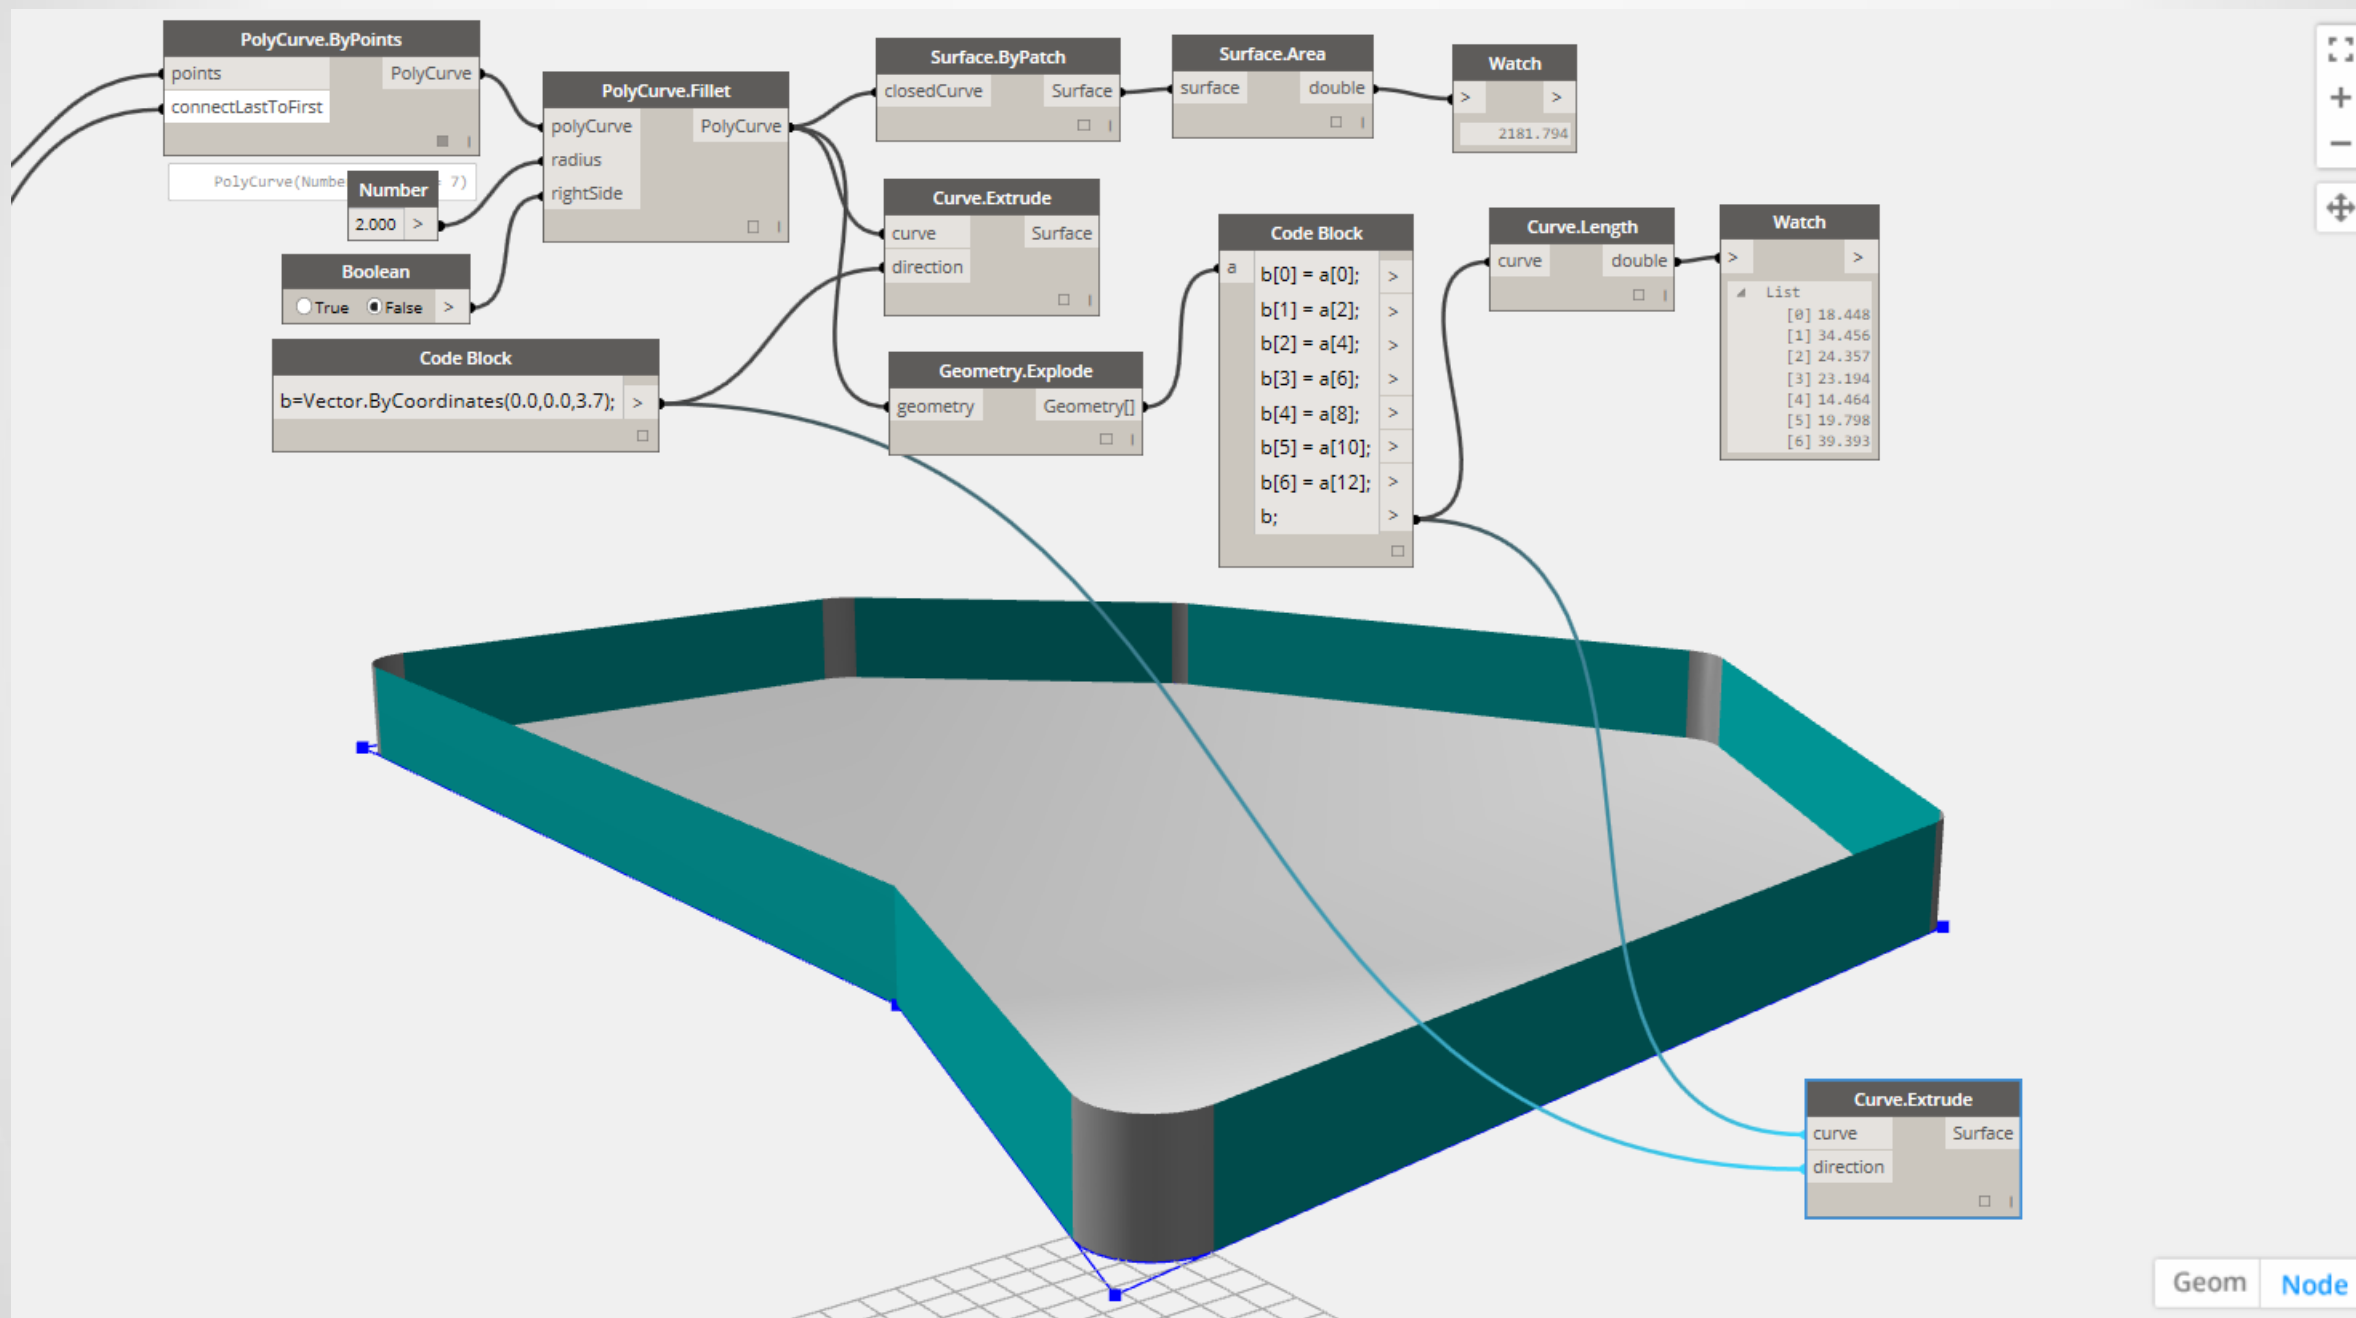 PolyCurve.ByPoints
points
PolyCurve
connectLastToFirst
PolyCurve(Numbe
7)
Number
2.000 >
Boolean
True False >
Code Block
b=Vector.ByCoordinates(0.0,0.0,3.7); >
PolyCurve.Fillet
polyCurve
PolyCurve
radius
rightSide
Surface.ByPatch
closedCurve
Surface
Surface.Area
surface
double
Watch
> >
2181.794
Curve.Extrude
curve
Surface
direction
Geometry.Explode
geometry
Geometry[]
Code Block
a
b[0] = a[0]; >
b[1] = a[2]; >
b[2] = a[4]; >
b[3] = a[6]; >
b[4] = a[8]; >
b[5] = a[10]; >
b[6] = a[12]; >
b; >
Curve.Length
curve
double
Watch
> >
List
[0] 18.448
[1] 34.456
[2] 24.357
[3] 23.194
[4] 14.464
[5] 19.798
[6] 39.393
Curve.Extrude
curve
Surface
direction
Geom
Node